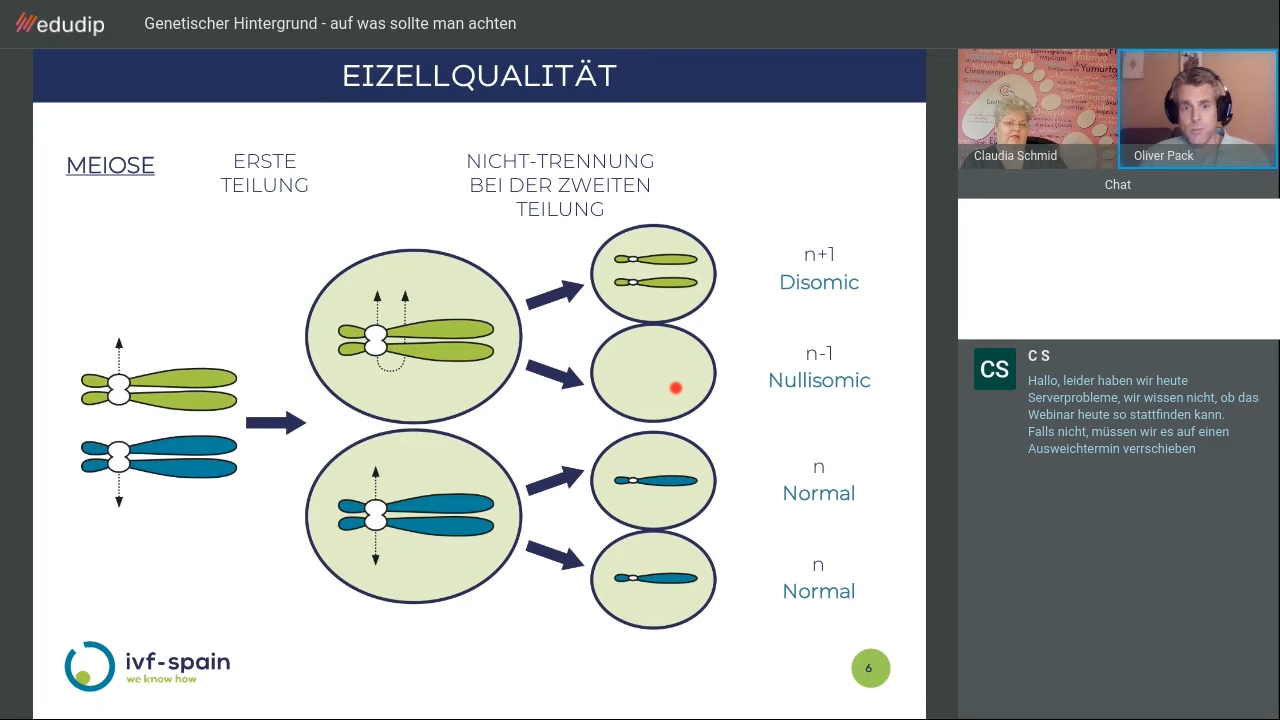 edudip
Genetischer Hintergrund - auf was sollte man achten
EIZELLQUALITÄT
MEIOSE
ERSTE
TEILUNG
NICHT-TRENNUNG
BEI DER ZWEITEN
TEILUNG
n+1
Disomic
n-1
Nullisomic
n
Normal
n
Normal
ivf-spain
we know how
6
Claudia Schmid
Oliver Pack
Chat
CS
C S
Hallo, leider haben wir heute
Serverprobleme, wir wissen nicht, ob das
Webinar heute so stattfinden kann.
Falls nicht, müssen wir es auf einen
Ausweichtermin verrschieben